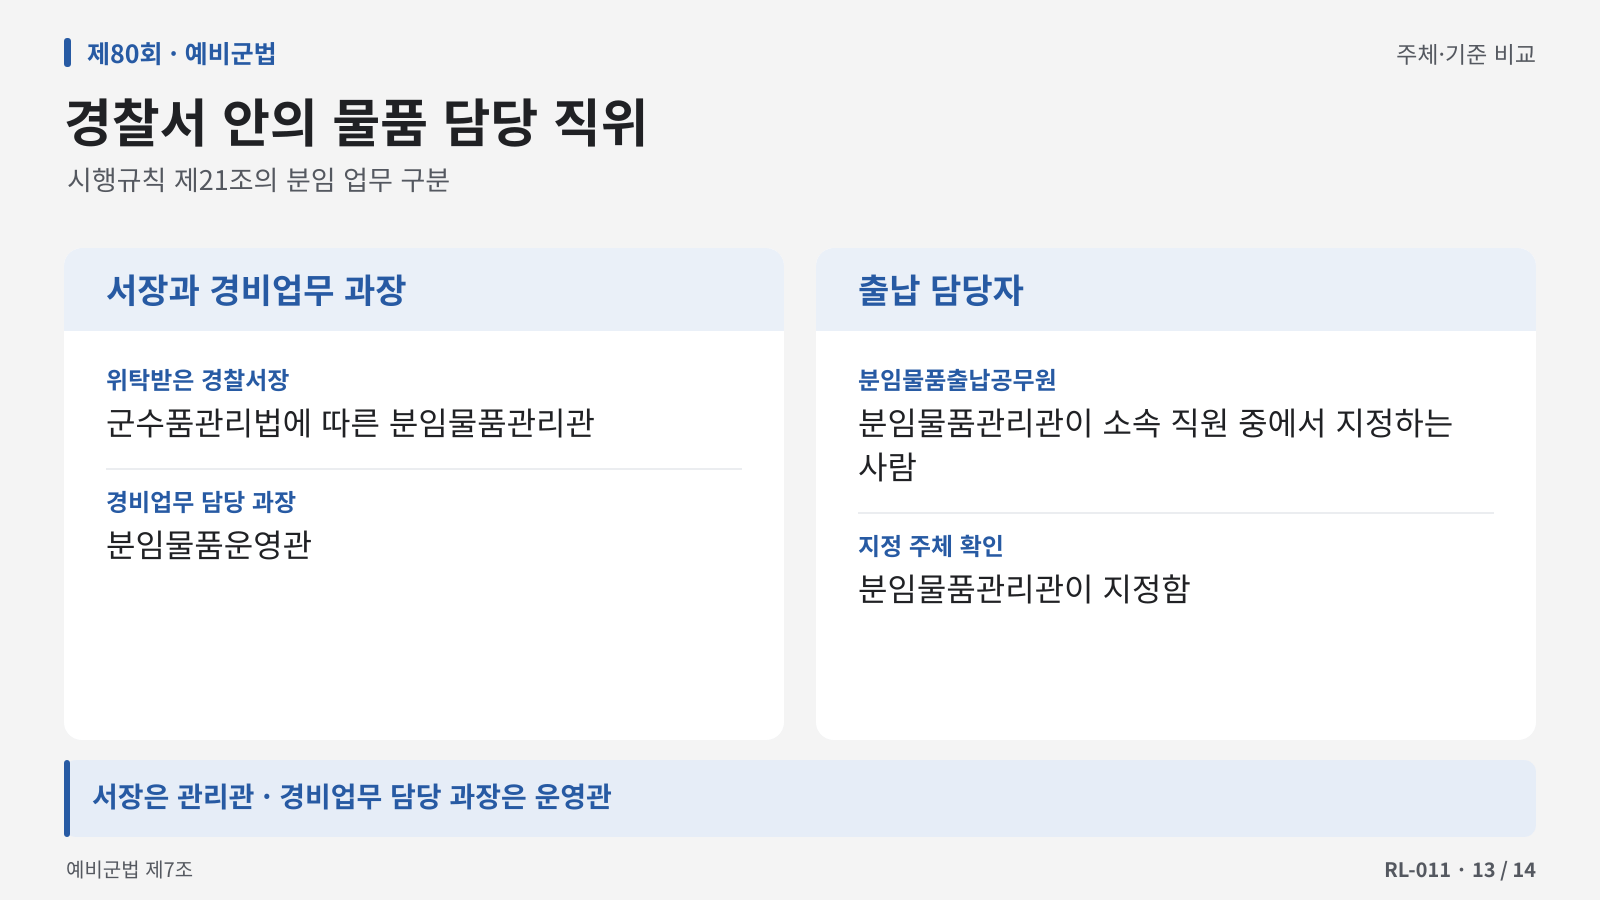 제80회 · 예비군법
주체·기준 비교
경찰서 안의 물품 담당 직위
시행규칙 제21조의 분임 업무 구분
서장과 경비업무 과장
위탁받은 경찰서장
군수품관리법에 따른 분임물품관리관
경비업무 담당 과장
분임물품운영관
출납 담당자
분임물품출납공무원
분임물품관리관이 소속 직원 중에서 지정하는
사람
지정 주체 확인
분임물품관리관이 지정함
서장은 관리관 · 경비업무 담당 과장은 운영관
예비군법 제7조
RL-011 · 13 / 14